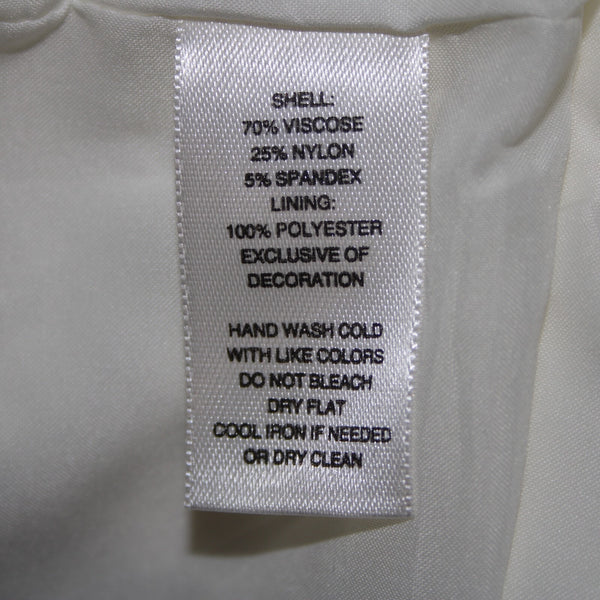 SHELL:
70% VISCOSE
25% NYLON
5% SPANDEX
LINING:
100% POLYESTER
EXCLUSIVE OF
DECORATION
HAND WASH COLD
WITH LIKE COLORS
DO NOT BLEACH
DRY FLAT
COOL IRON IF NEEDED
OR DRY CLEAN